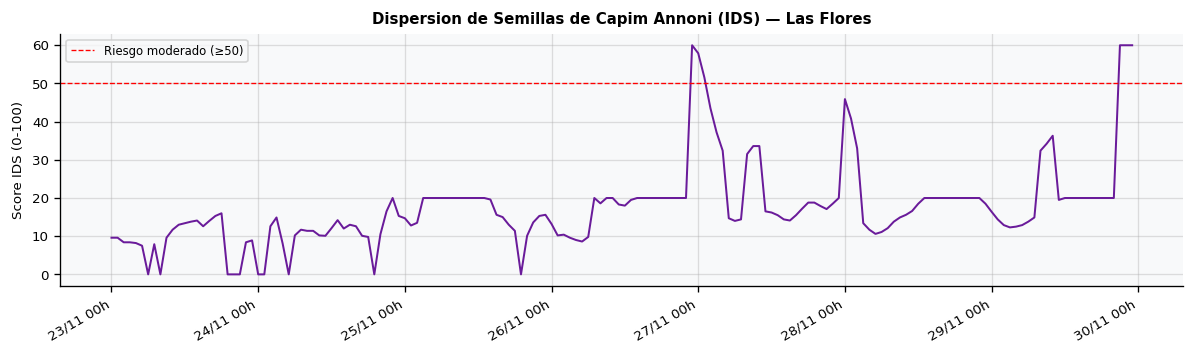 Dispersion de Semillas de Capim Annoni (IDS) — Las Flores
Riesgo moderado (≥50)
Score IDS (0-100)
60
50
40
30
20
10
0
23/11 00h
24/11 00h
25/11 00h
26/11 00h
27/11 00h
28/11 00h
29/11 00h
30/11 00h